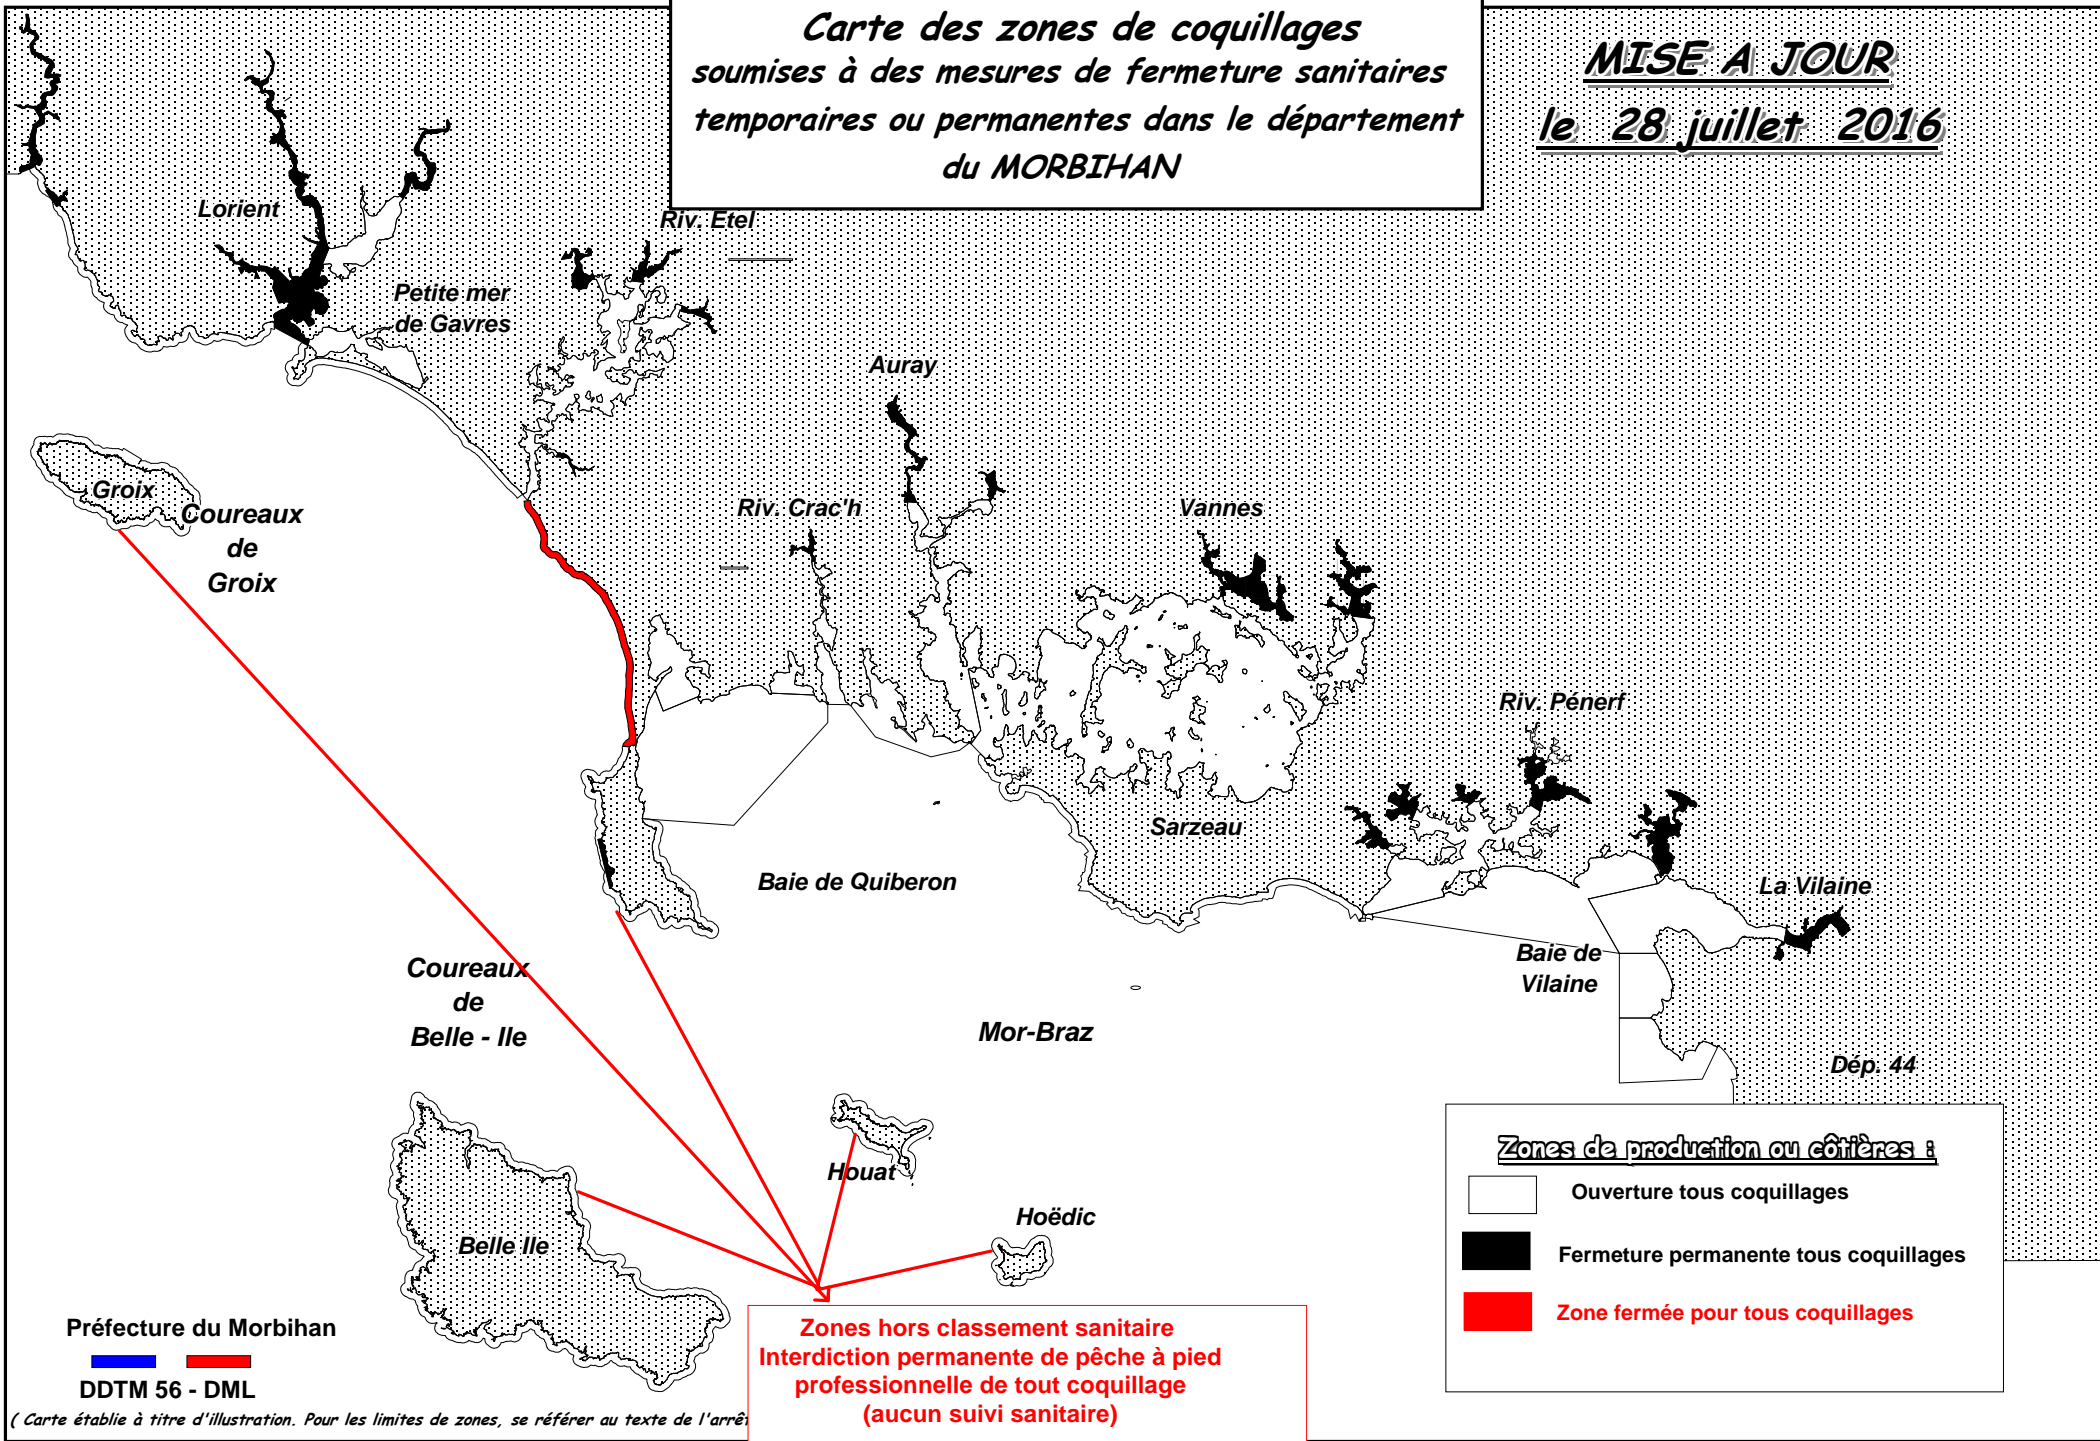 Carte des zones de coquillages
soumises à des mesures de fermeture sanitaires
temporaires ou permanentes dans le département
du MORBIHAN
MISE A JOUR
le 28 juillet 2016
Lorient
Riv. Etel
Petite mer
de Gavres
Auray
Groix
Coureaux
de
Groix
Riv. Crac'h
Vannes
Riv. Pénerf
Sarzeau
Baie de Quiberon
La Vilaine
Baie de
Vilaine
Coureaux
de
Belle - Ile
Mor-Braz
Dép. 44
Houat
Hoëdic
Belle Ile
Zones de production ou côtières :
Ouverture tous coquillages
Fermeture permanente tous coquillages
Zone fermée pour tous coquillages
Préfecture du Morbihan
DDTM 56 - DML
Zones hors classement sanitaire
Interdiction permanente de pêche à pied
professionnelle de tout coquillage
(aucun suivi sanitaire)
( Carte établie à titre d'illustration. Pour les limites de zones, se référer au texte de l'arrêt